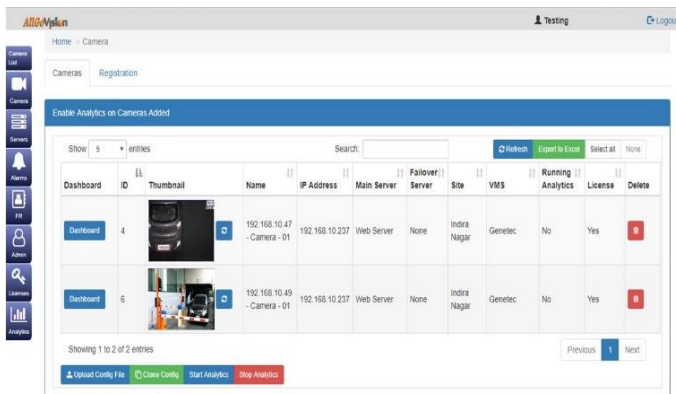 AllGoVision
Testing
Logou
Home > Camera
Camera List
Camera
Servers
Alarms
FR
Admin
Licenses
Analytics
Cameras Registration
Enable Analytics on Cameras Added
Show 5 entries Search: Refresh Export to Excel Select all None
Dashboard ID Thumbnail Name IP Address Main Server Failover Server Site VMS Running Analytics License Delete
Dashboard 4 192.168.10.47 - Camera - 01 192.168.10.237 Web Server None Indira Nagar Genetec No Yes
Dashboard 6 192.168.10.49 - Camera - 01 192.168.10.237 Web Server None Indira Nagar Genetec No Yes
Showing 1 to 2 of 2 entries Previous 1 Next
Upload Config File Clone Config Start Analytics Stop Analytics